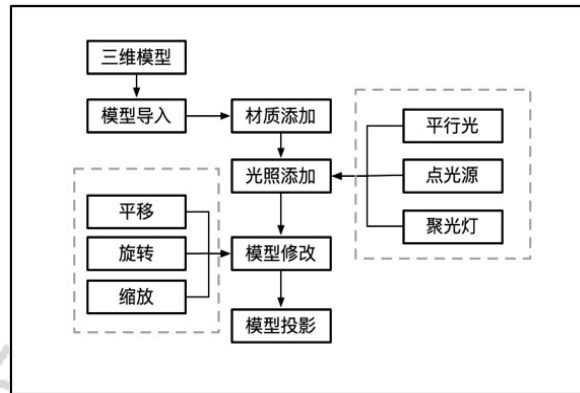 三维模型
模型导入
材质添加
平行光
光照添加
点光源
平移
聚光灯
旋转
模型修改
缩放
模型投影